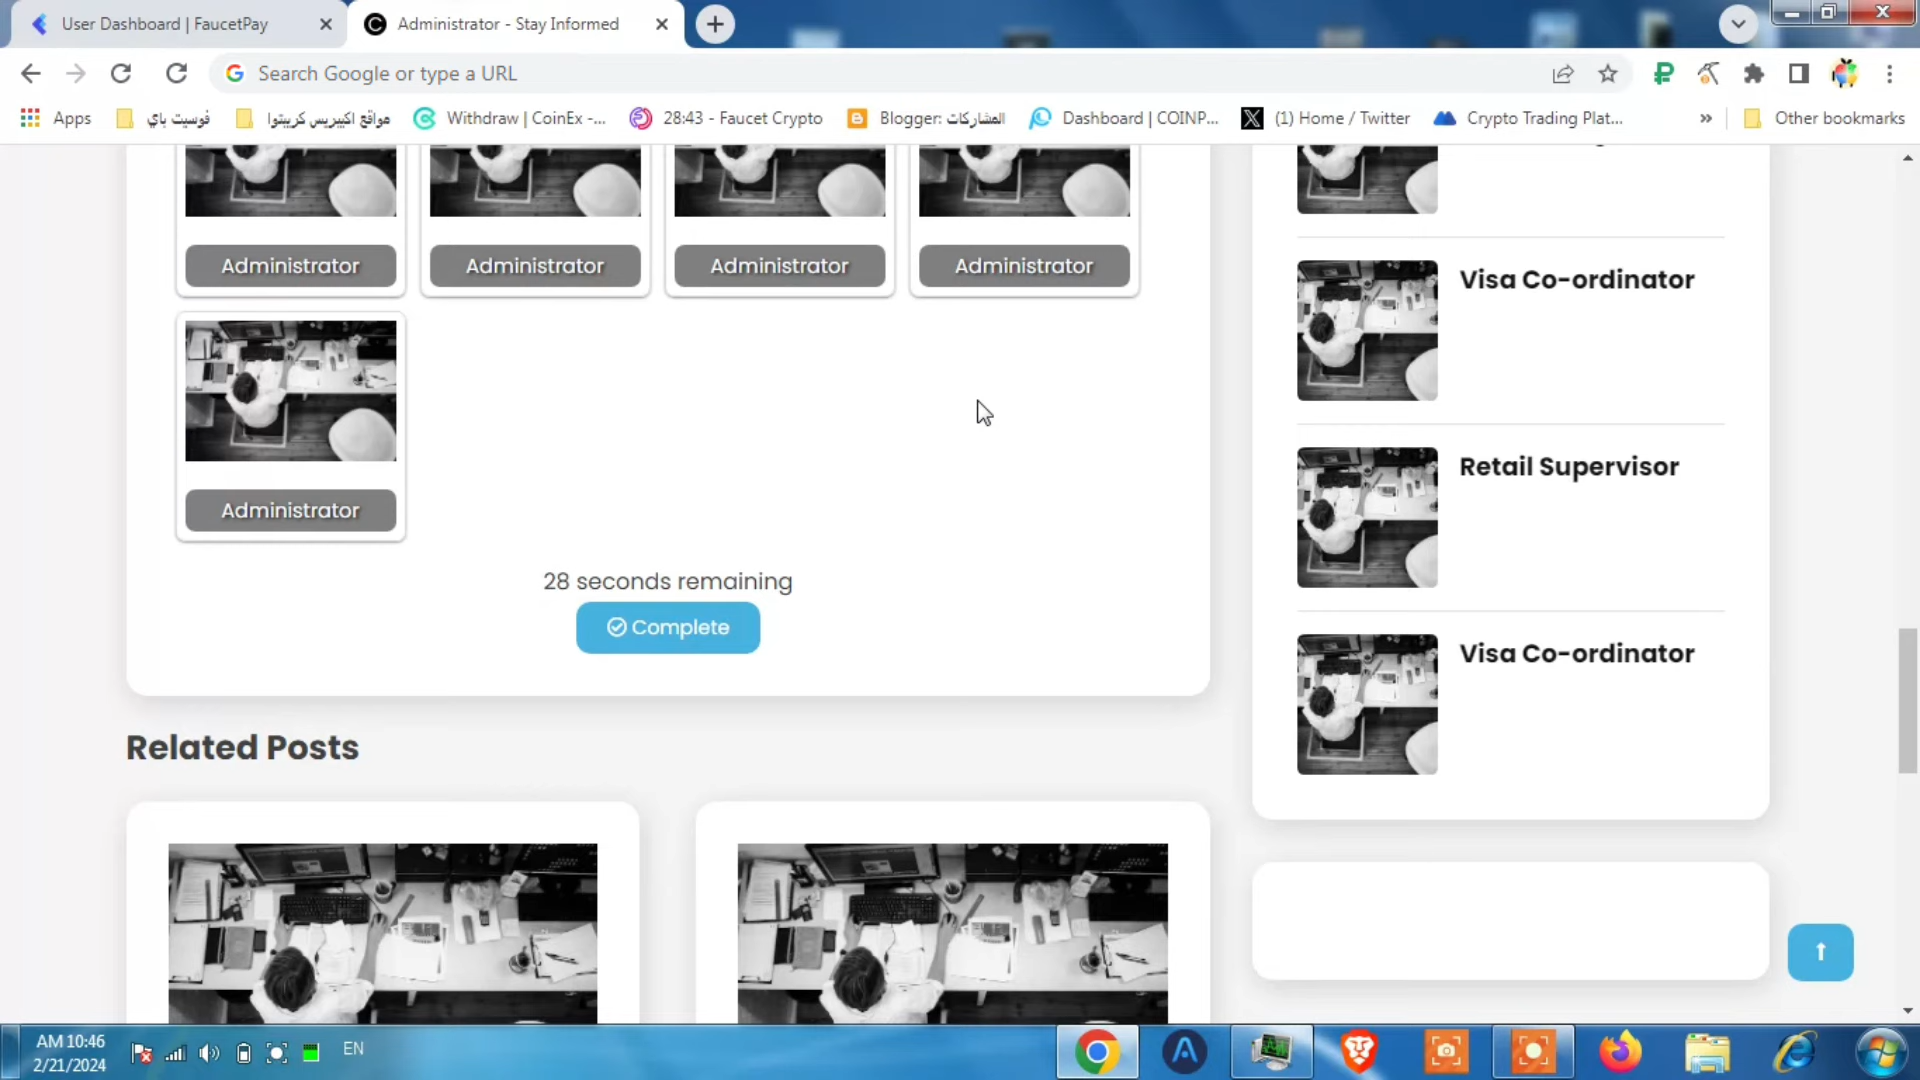 User Dashboard | FaucetPay
Administrator - Stay Informed
Search Google or type a URL
Apps
فوسيت باي
مواقع اكسبريس كريبتوا
Withdraw | CoinEx -...
28:43 - Faucet Crypto
Blogger: المشاركات
Dashboard | COINP...
(1) Home / Twitter
Crypto Trading Plat...
»
Other bookmarks
Administrator
Administrator
Administrator
Administrator
Administrator
28 seconds remaining
Complete
Related Posts
Visa Co-ordinator
Retail Supervisor
Visa Co-ordinator
AM 10:46
2/21/2024
EN